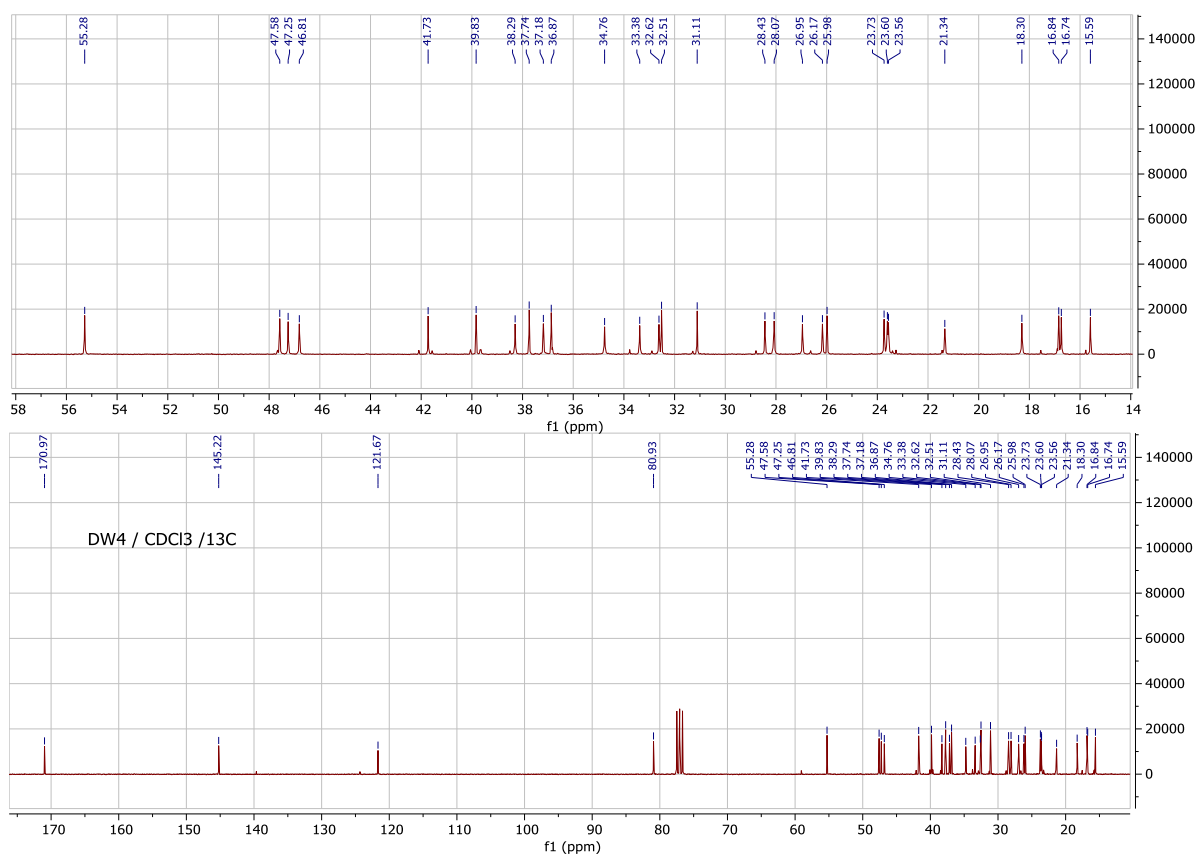 55.28 47.58 47.25 46.81 41.73 39.83 38.29 37.74 37.18 36.87 34.76 33.38 32.62 32.51 31.11 28.43 28.07 26.95 26.17 25.98 23.73 23.60 23.56 21.34 18.30 16.84 16.74 15.59
140000
120000
100000
80000
60000
40000
20000
0
58 56 54 52 50 48 46 44 42 40 38 36 34 32 30 28 26 24 22 20 18 16 14
f1 (ppm)
170.97 145.22 121.67 80.93 55.28 47.58 47.25 46.81 41.73 39.83 38.29 37.74 37.18 36.87 34.76 33.38 32.62 32.51 31.11 28.43 28.07 26.95 26.17 25.98 23.73 23.60 23.56 21.34 18.30 16.84 16.74 15.59
140000
120000
DW4 / CDCl3 /13C
100000
80000
60000
40000
20000
0
170 160 150 140 130 120 110 100 90 80 70 60 50 40 30 20
f1 (ppm)